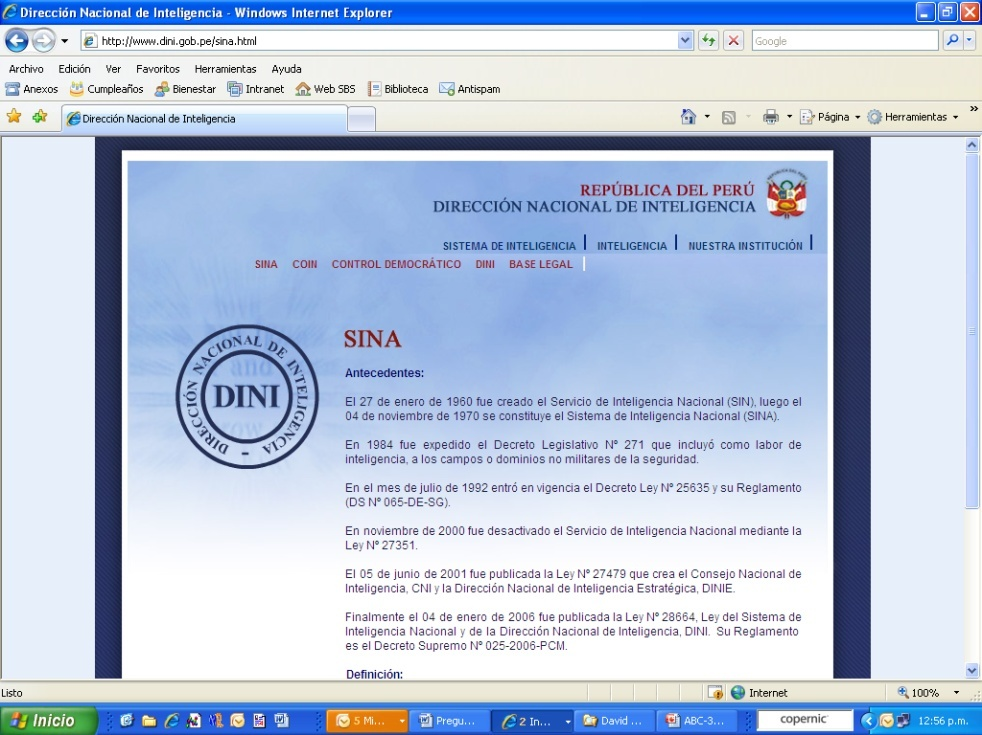 Dirección Nacional de Inteligencia - Windows Internet Explorer
http://www.dini.gob.pe/sina.html
Google
Archivo Edición Ver Favoritos Herramientas Ayuda
Anexos Cumpleaños Bienestar Intranet Web SBS Biblioteca Antispam
Dirección Nacional de Inteligencia
Página Herramientas »
REPÚBLICA DEL PERÚ
DIRECCIÓN NACIONAL DE INTELIGENCIA
SISTEMA DE INTELIGENCIA INTELIGENCIA NUESTRA INSTITUCIÓN
SINA COIN CONTROL DEMOCRÁTICO DINI BASE LEGAL
DIRECCIÓN NACIONAL DE INTELIGENCIA -
DINI
SINA
Antecedentes:
El 27 de enero de 1960 fue creado el Servicio de Inteligencia Nacional (SIN), luego el
04 de noviembre de 1970 se constituye el Sistema de Inteligencia Nacional (SINA).
En 1984 fue expedido el Decreto Legislativo Nº 271 que incluyó como labor de
inteligencia, a los campos o dominios no militares de la seguridad.
En el mes de julio de 1992 entró en vigencia el Decreto Ley Nº 25635 y su Reglamento
(DS Nº 065-DE-SG).
En noviembre de 2000 fue desactivado el Servicio de Inteligencia Nacional mediante la
Ley Nº 27351.
El 05 de junio de 2001 fue publicada la Ley Nº 27479 que crea el Consejo Nacional de
Inteligencia, CNI y la Dirección Nacional de Inteligencia Estratégica, DINIE.
Finalmente el 04 de enero de 2006 fue publicada la Ley Nº 28664, Ley del Sistema de
Inteligencia Nacional y de la Dirección Nacional de Inteligencia, DINI. Su Reglamento
es el Decreto Supremo Nº 025-2006-PCM.
Definición:
Listo
Internet
100%
Inicio
5 Mi...
Pregu...
2 In...
David ...
ABC-3...
copernic
12:56 p.m.